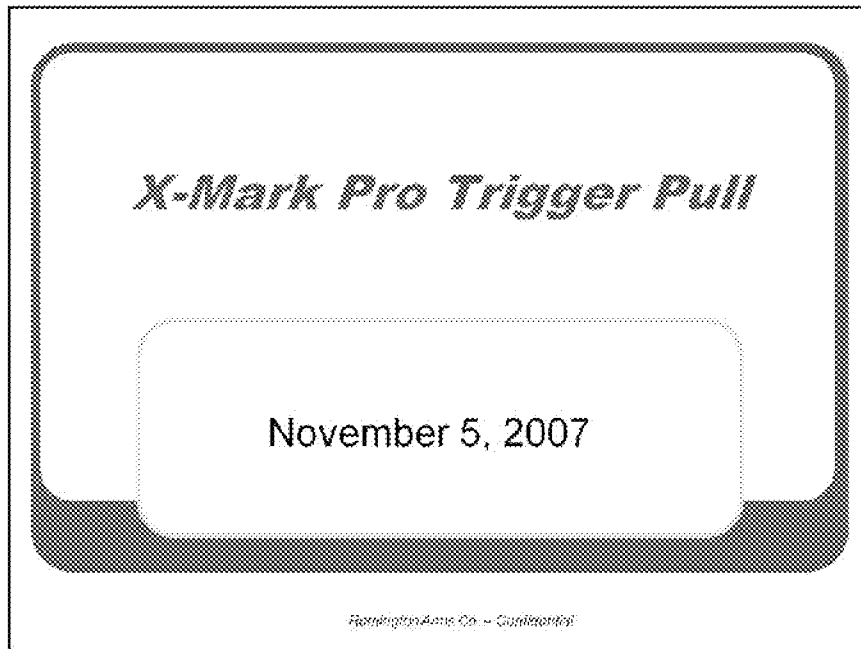 X-Mark Pro Trigger Pull
November 5, 2007
Remington Arms Co. – Confidential